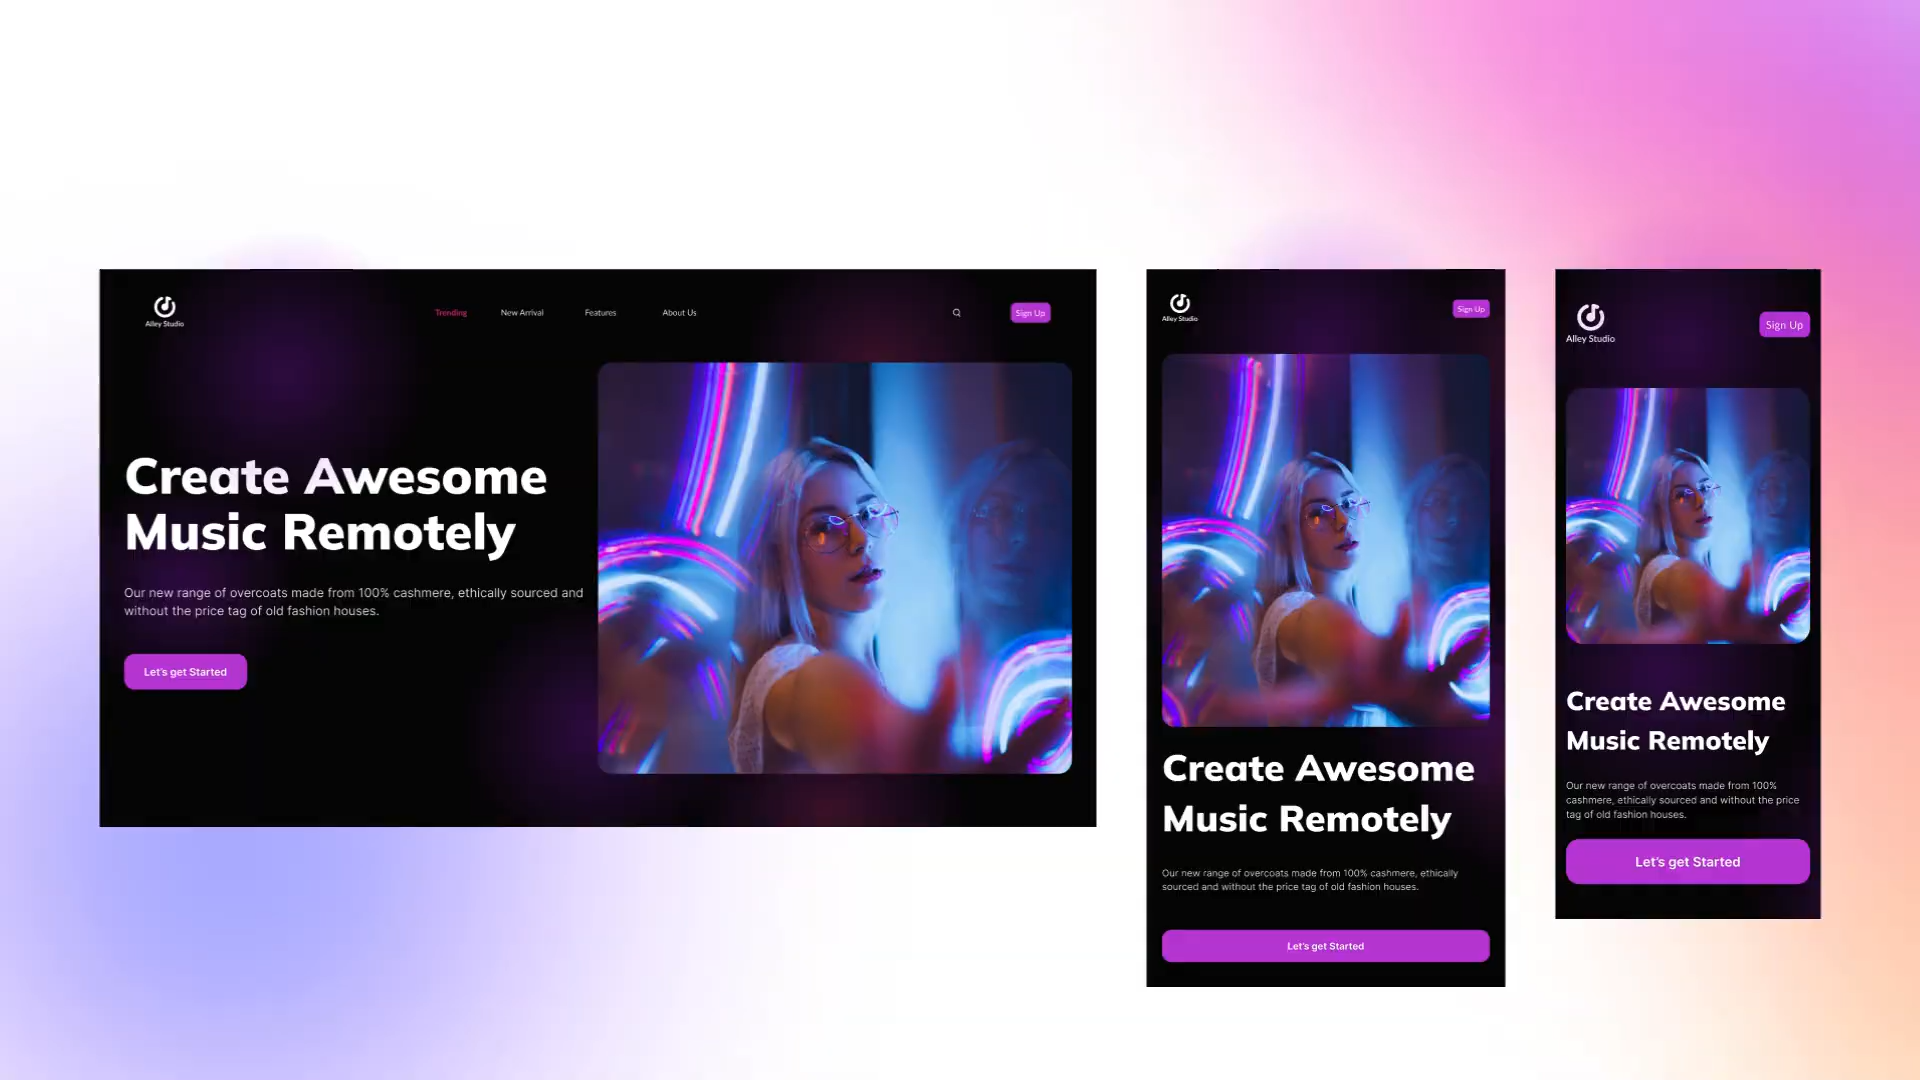 Alley Studio
Trending
New Arrival
Features
About Us
Sign Up
Create Awesome
Music Remotely
Our new range of overcoats made from 100% cashmere, ethically sourced and
without the price tag of old fashion houses.
Let's get Started
Alley Studio
Sign Up
Create Awesome
Music Remotely
Our new range of overcoats made from 100% cashmere, ethically
sourced and without the price tag of old fashion houses.
Let's get Started
Alley Studio
Sign Up
Create Awesome
Music Remotely
Our new range of overcoats made from 100%
cashmere, ethically sourced and without the price
tag of old fashion houses.
Let's get Started